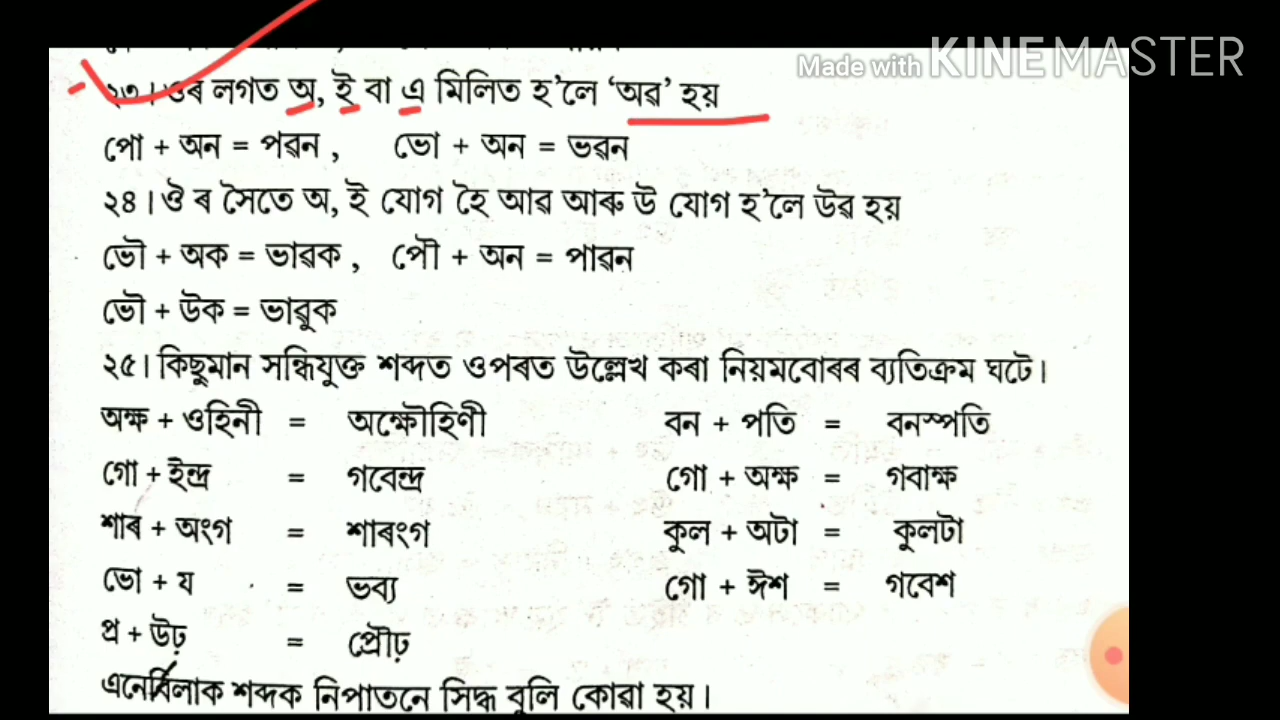 Made with KINEMASTER
২৩। ওৰ লগত অ, ই বা এ মিলিত হ'লে ‘অৱ’ হয়
পো + অন = পৱন , ভো + অন = ভৱন
২৪। ঔ ৰ সৈতে অ, ই যোগ হৈ আৱ আৰু উ যোগ হ'লে উৱ হয়
ভৌ + অক = ভাৱক , পৌ + অন = পাৱন
ভৌ + উক = ভাৱুক
২৫। কিছুমান সন্ধিযুক্ত শব্দত ওপৰত উল্লেখ কৰা নিয়মবোৰৰ ব্যতিক্ৰম ঘটে।
অক্ষ + ওহিনী = অক্ষৌহিণী বন + পতি = বনস্পতি
গো + ইন্দ্ৰ = গবেন্দ্ৰ গো + অক্ষ = গবাক্ষ
শাৰ + অংগ = শাৰংগ কুল + অটা = কুলটা
ভো + য = ভব্য গো + ঈশ = গবেশ
প্ৰ + উঢ় = প্ৰৌঢ়
এনেবিলাক শব্দক নিপাতনে সিদ্ধ বুলি কোৱা হয়।